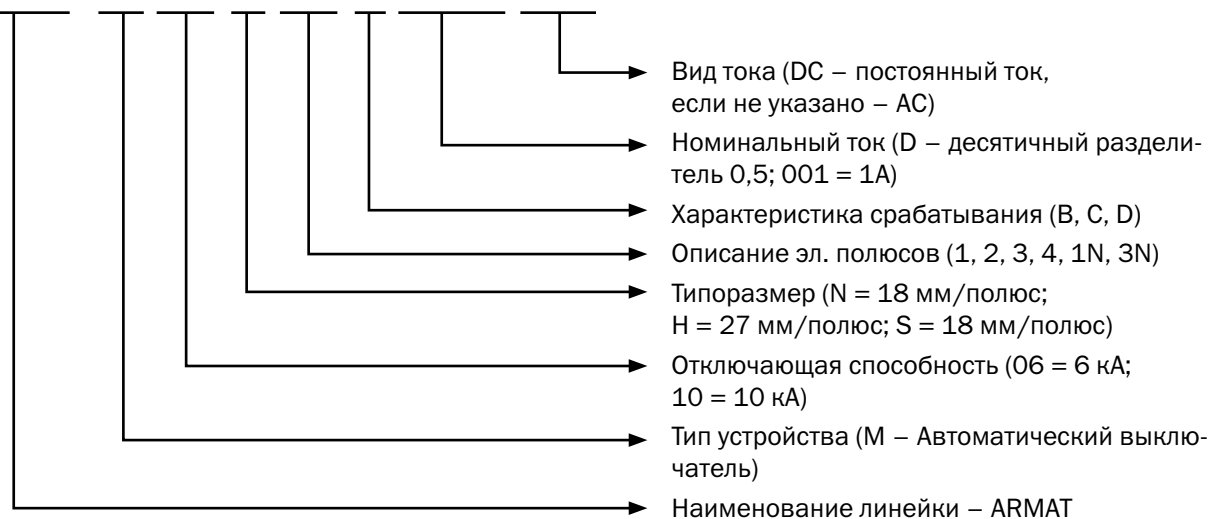 Вид тока (DC – постоянный ток,
если не указано – AC)
Номинальный ток (D – десятичный раздели-
тель 0,5; 001 = 1A)
Характеристика срабатывания (B, C, D)
Описание эл. полюсов (1, 2, 3, 4, 1N, 3N)
Типоразмер (N = 18 мм/полюс;
H = 27 мм/полюс; S = 18 мм/полюс)
Отключающая способность (06 = 6 кА;
10 = 10 кА)
Тип устройства (M – Автоматический выклю-
чатель)
Наименование линейки – ARMAT